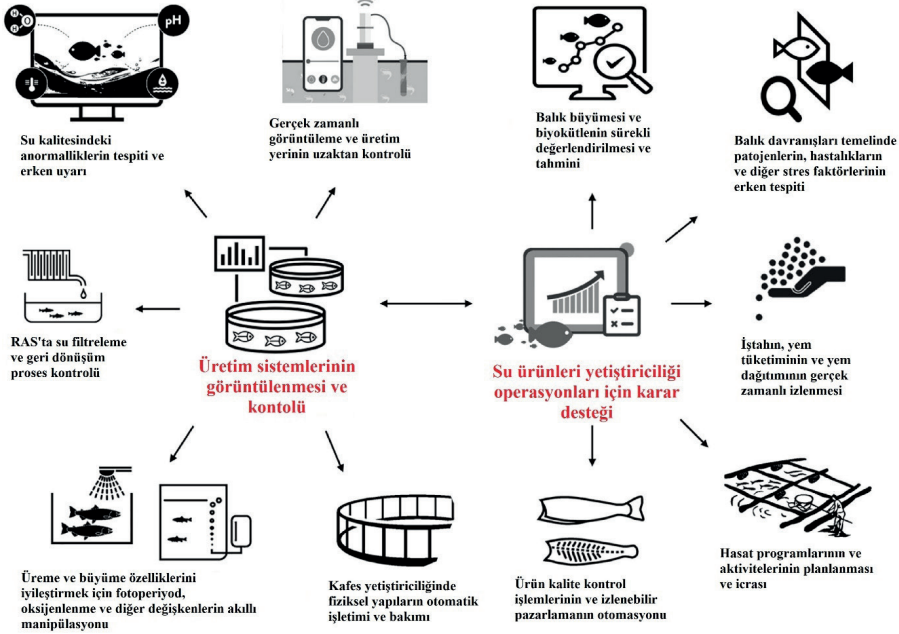 H
O
H
pH
Su kalitesindeki
anormalliklerin tespiti ve
erken uyarı
Gerçek zamanlı
görüntüleme ve üretim
yerinin uzaktan kontrolü
Balık büyümesi ve
biyokütlenin sürekli
değerlendirilmesi ve
tahmini
Balık davranışları temelinde
patojenlerin, hastalıkların
ve diğer stres faktörlerinin
erken tespiti
RAS'ta su filtreleme
ve geri dönüşüm
proses kontrolü
Üretim sistemlerinin
görüntülenmesi ve
kontolü
Su ürünleri yetiştiriciliği
operasyonları için karar
desteği
İştahın, yem
tüketiminin ve yem
dağıtımının gerçek
zamanlı izlenmesi
Üreme ve büyüme özelliklerini
iyileştirmek için fotoperiyod,
oksijenlenme ve diğer değişkenlerin akıllı
manipülasyonu
Kafes yetiştiriciliğinde
fiziksel yapıların otomatik
işletimi ve bakımı
Ürün kalite kontrol
işlemlerinin ve izlenebilir
pazarlamanın otomasyonu
Hasat programlarının ve
aktivitelerinin planlanması
ve icrası